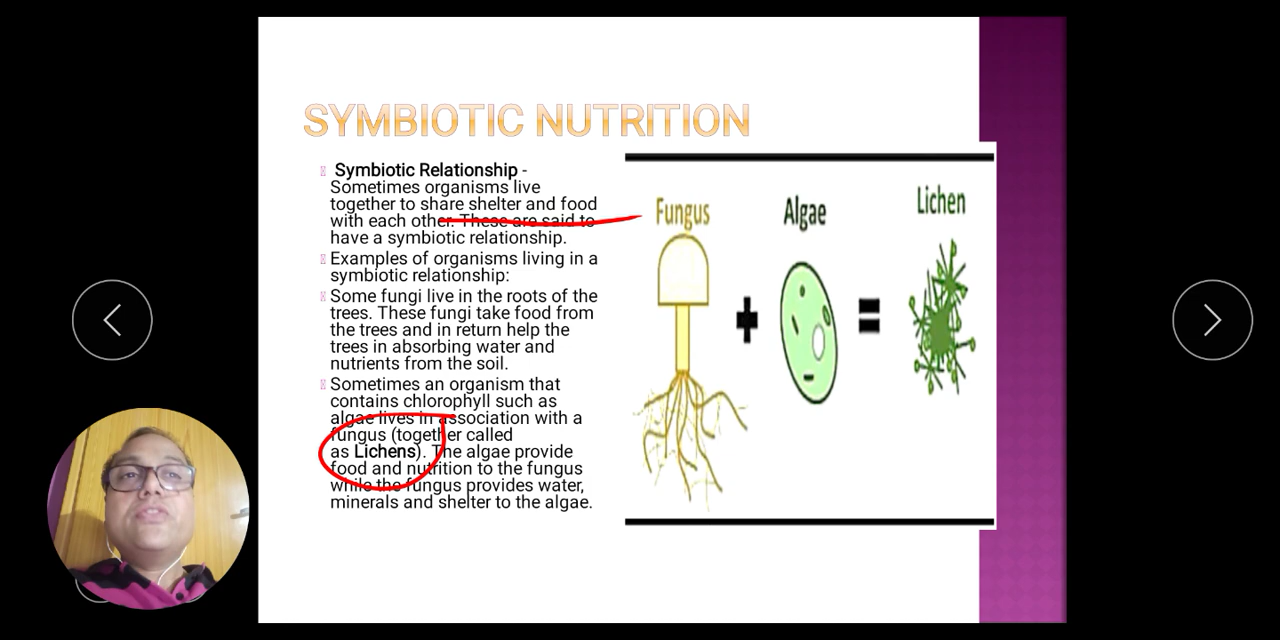 SYMBIOTIC NUTRITION
Symbiotic Relationship -
Sometimes organisms live
together to share shelter and food
with each other. These are said to
have a symbiotic relationship.
Examples of organisms living in a
symbiotic relationship:
Some fungi live in the roots of the
trees. These fungi take food from
the trees and in return help the
trees in absorbing water and
nutrients from the soil.
Sometimes an organism that
contains chlorophyll such as
algae lives in association with a
fungus (together called
as Lichens). The algae provide
food and nutrition to the fungus
while the fungus provides water,
minerals and shelter to the algae.
Fungus
Algae
Lichen
+
=